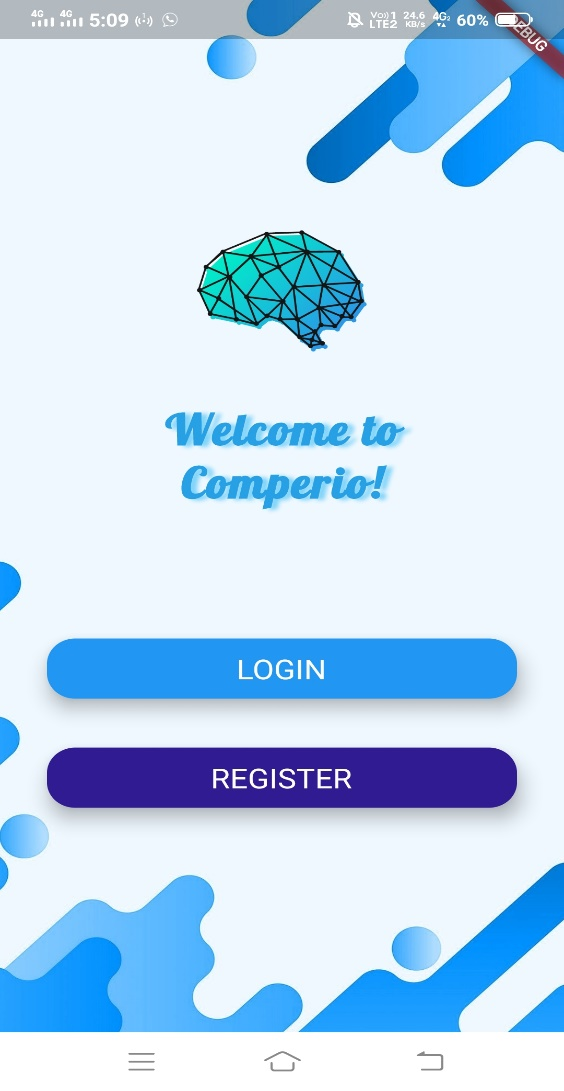 4G 4G 5:09
Vo))1 LTE2 24.6 KB/s 4G 60%
DEBUG
Welcome to
Comperio!
LOGIN
REGISTER